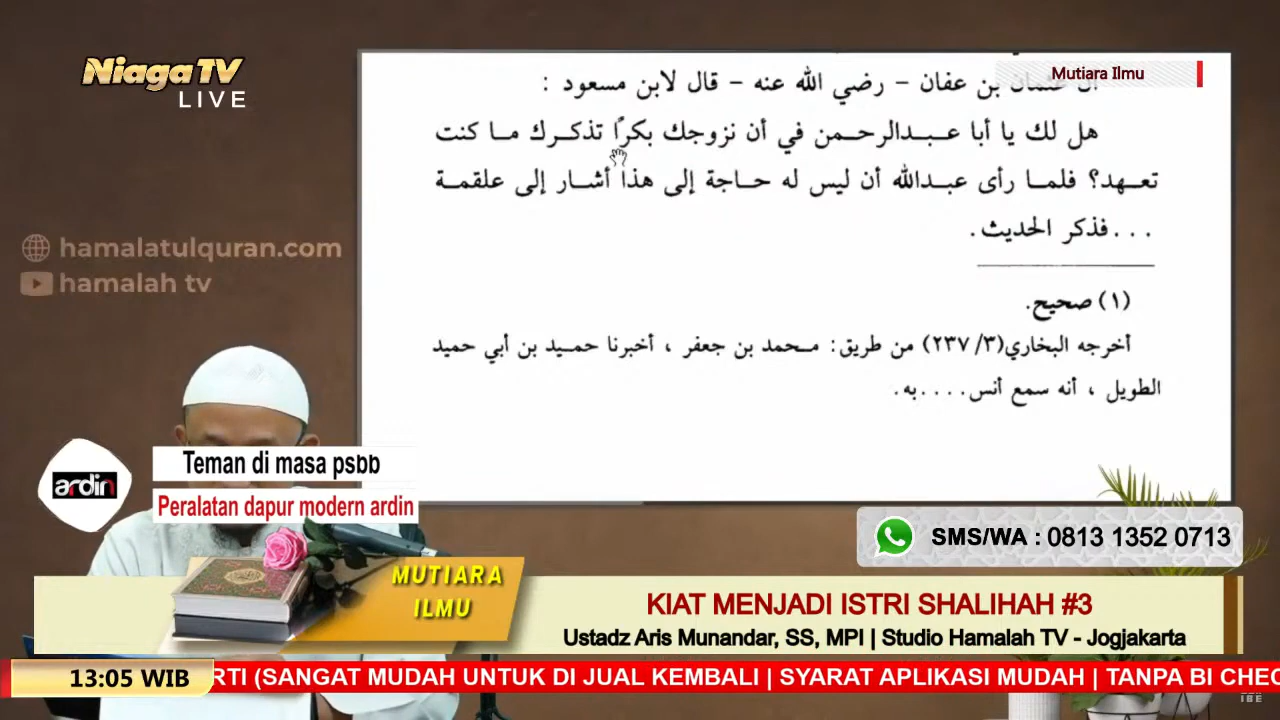 NiagaTV
LIVE
Mutiara Ilmu
بن عفان – رضي الله عنه – قال لابن مسعود :
هل لك يا أبا عبدالرحمن في أن نزوجك بكرًا تذكرك ما كنت
تعهد؟ فلما رأى عبدالله أن ليس له حاجة إلى هذا أشار إلى علقمة
. . . فذكر الحديث.
(١) صحيح.
أخرجه البخاري(٣/ ٢٣٧) من طريق: محمد بن جعفر ، أخبرنا حميد بن أبي حميد
الطويل ، أنه سمع أنس. . . . به.
hamalatulquran.com
hamalah tv
ardin
Teman di masa psbb
Peralatan dapur modern ardin
SMS/WA : 0813 1352 0713
MUTIARA
ILMU
KIAT MENJADI ISTRI SHALIHAH #3
Ustadz Aris Munandar, SS, MPI | Studio Hamalah TV - Jogjakarta
13:05 WIB
RTI (SANGAT MUDAH UNTUK DI JUAL KEMBALI | SYARAT APLIKASI MUDAH | TANPA BI CHEC